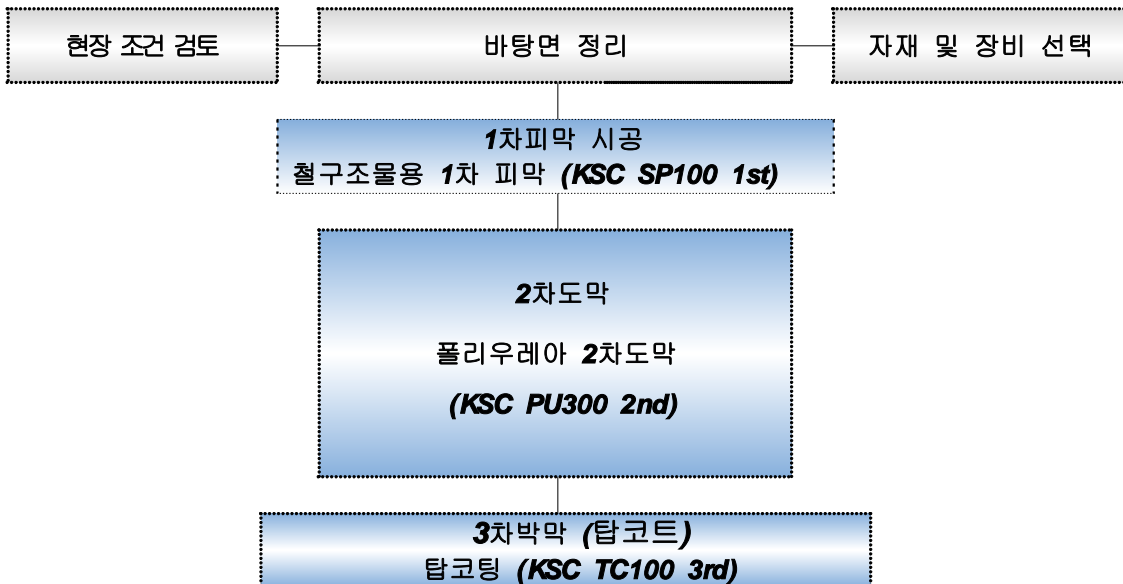 현장 조건 검토
바탕면 정리
자재 및 장비 선택
1차피막 시공
철구조물용 1차 피막 (KSC SP100 1st)
2차도막
폴리우레아 2차도막
(KSC PU300 2nd)
3차박막 (탑코트)
탑코팅 (KSC TC100 3rd)